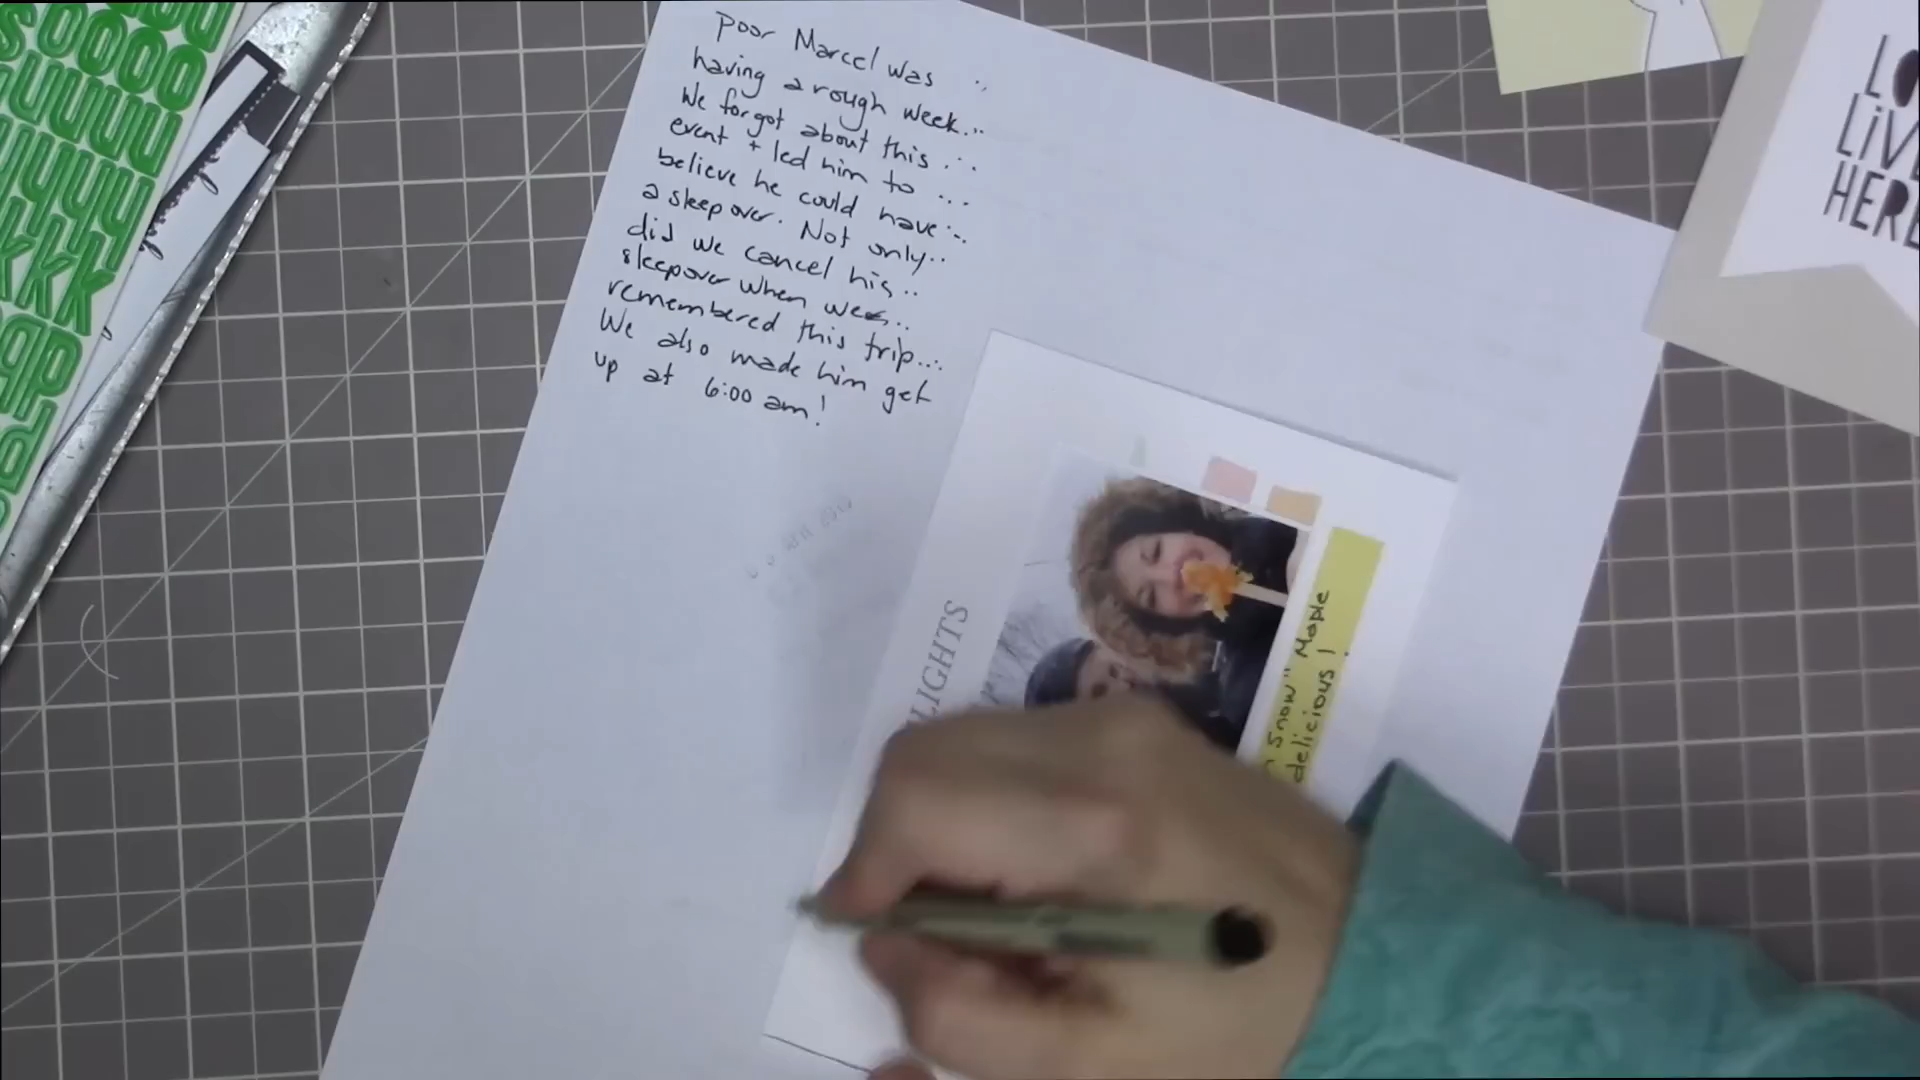 Poor Marcel was
having a rough week...
We forgot about this
event + led him to
believe he could have
a sleepover. Not only
did we cancel his
sleepover when we
remembered this trip...
We also made him get
up at 6:00 am!
LIGHTS
Snow" Maple
delicious!
LIVE
HERE